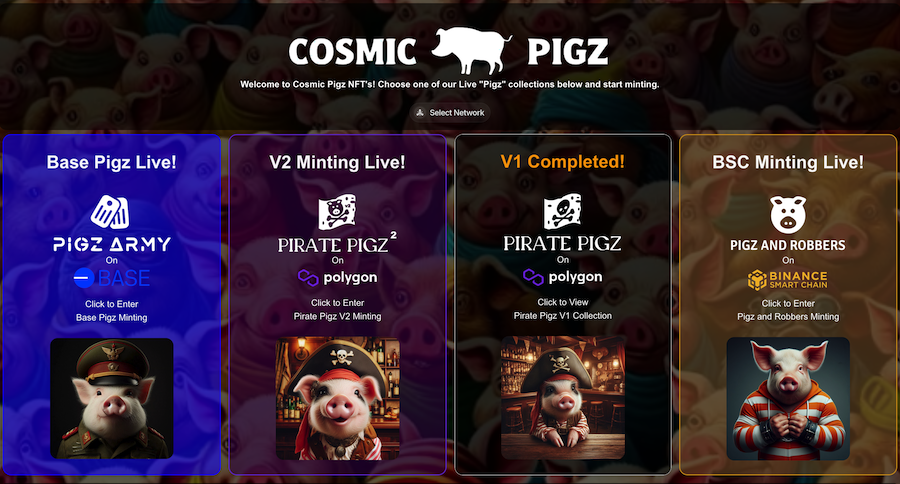 COSMIC PIGZ
Welcome to Cosmic Pigz NFT's! Choose one of our Live "Pigz" collections below and start minting.
Select Network
Base Pigz Live!
PIGZ ARMY
On
BASE
Click to Enter
Base Pigz Minting
V2 Minting Live!
PIRATE PIGZ²
On
polygon
Click to Enter
Pirate Pigz V2 Minting
V1 Completed!
PIRATE PIGZ
On
polygon
Click to View
Pirate Pigz V1 Collection
BSC Minting Live!
PIGZ AND ROBBERS
On
BINANCE
SMART CHAIN
Click to Enter
Pigz and Robbers Minting